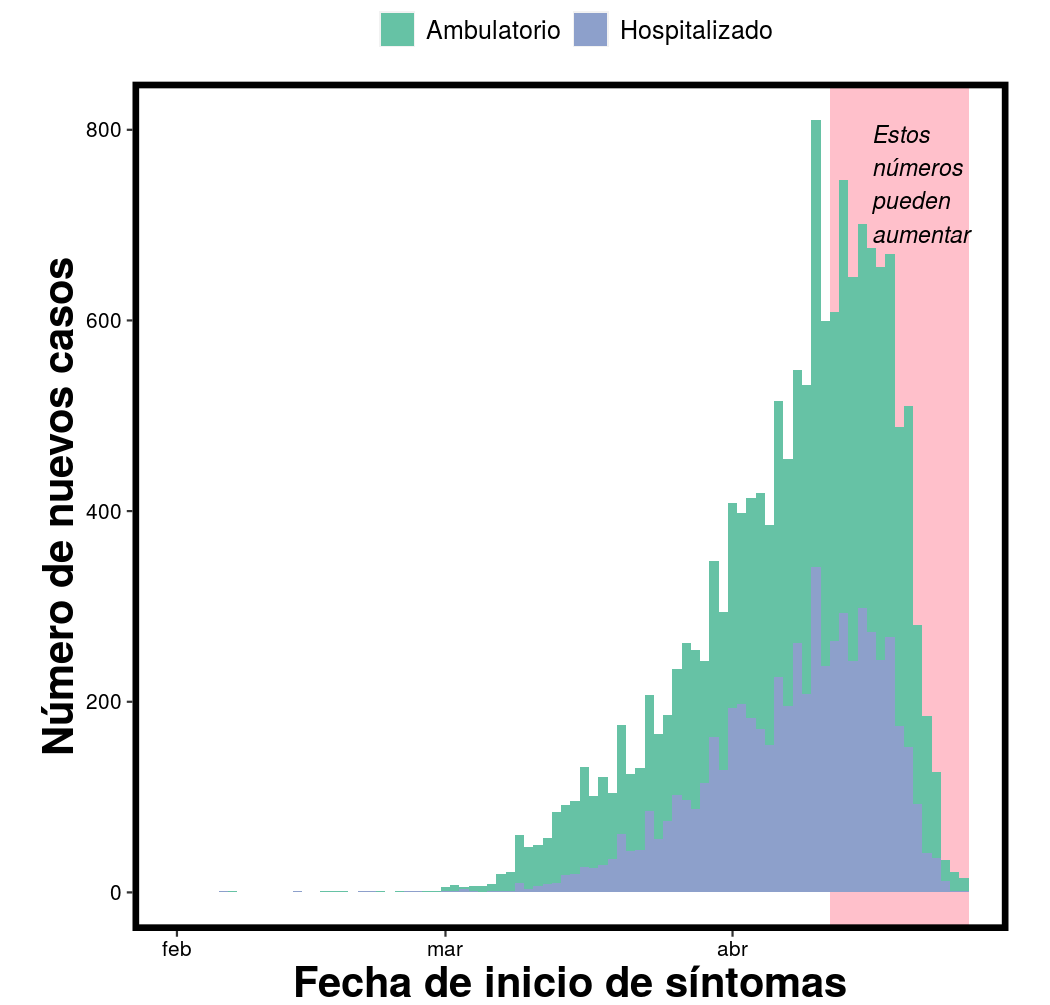 Ambulatorio Hospitalizado
Estos
números
pueden
aumentar
800
600
400
200
0
Número de nuevos casos
feb mar abr
Fecha de inicio de síntomas